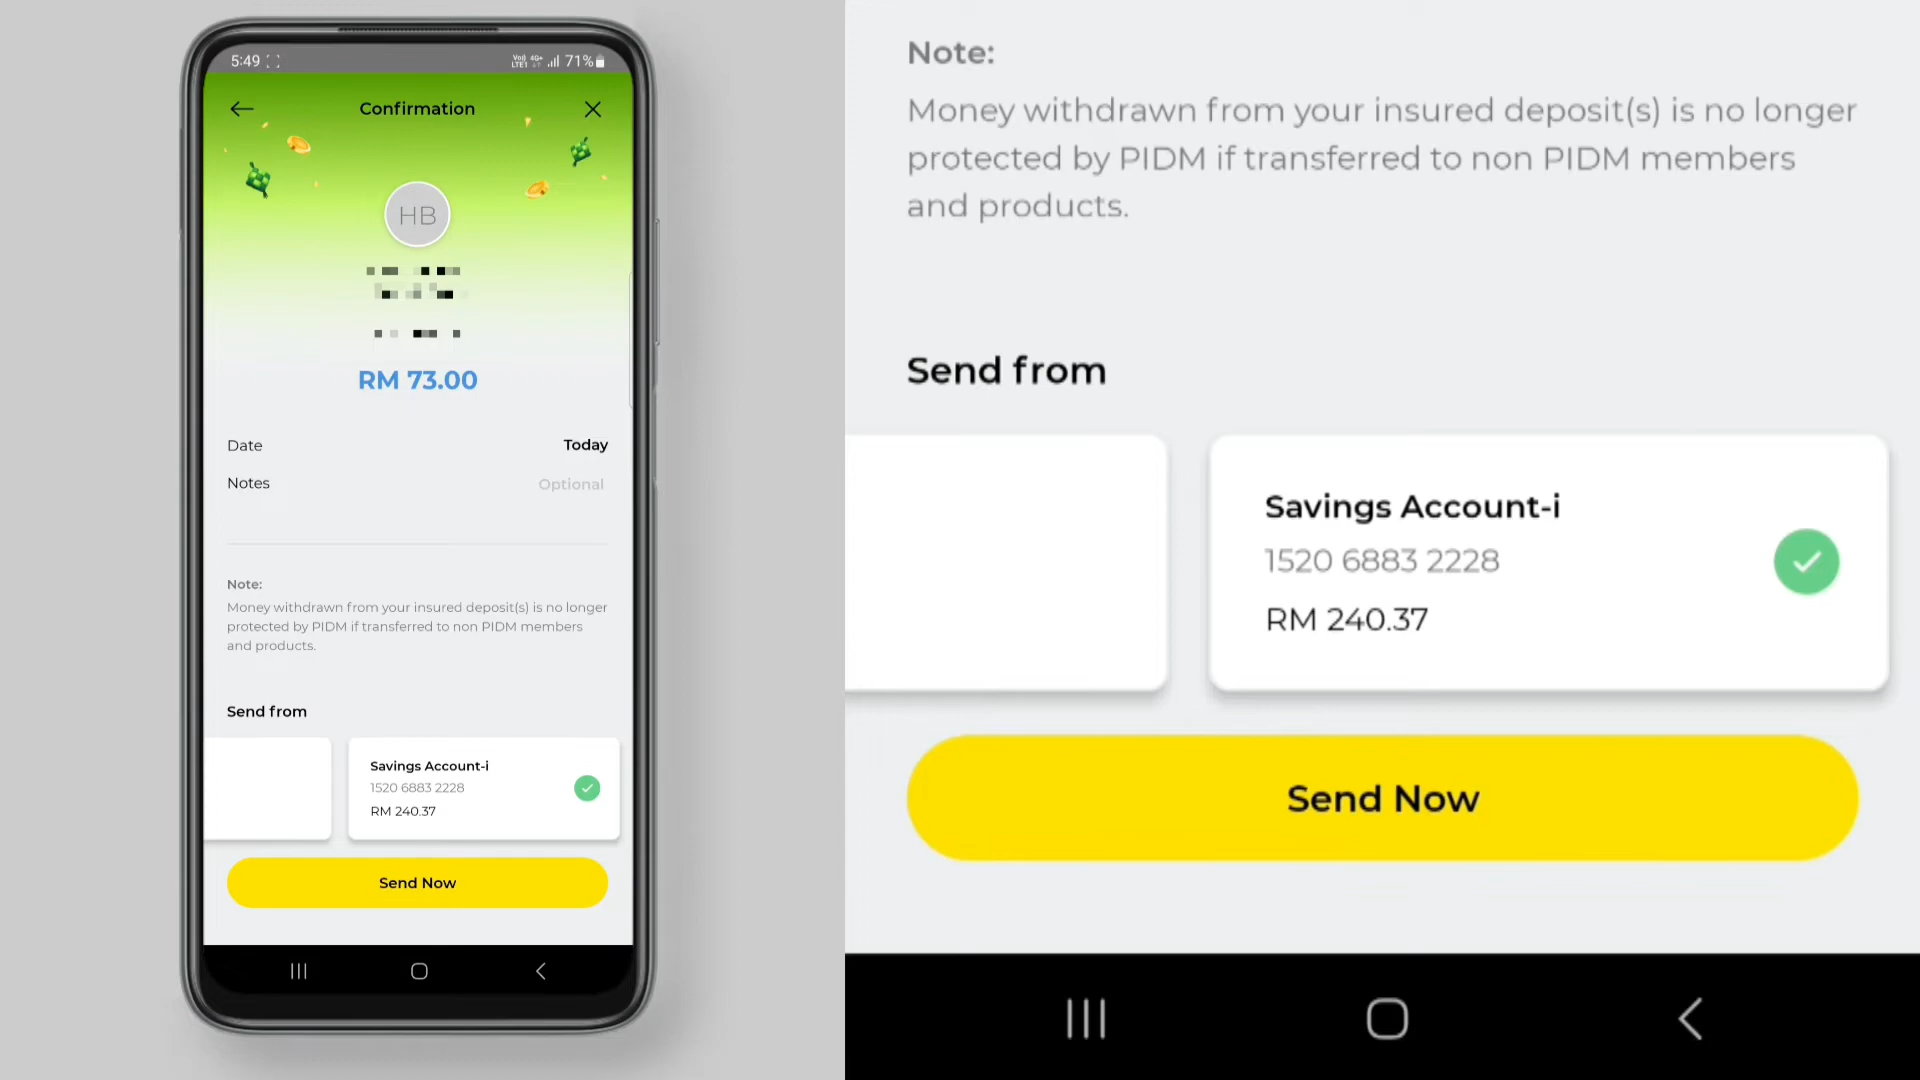 5:49
Vo)) 4G+
LTE1
71%
Confirmation
HB
RM 73.00
Date
Today
Notes
Optional
Note:
Money withdrawn from your insured deposit(s) is no longer
protected by PIDM if transferred to non PIDM members
and products.
Send from
Savings Account-i
1520 6883 2228
RM 240.37
Send Now
Note:
Money withdrawn from your insured deposit(s) is no longer
protected by PIDM if transferred to non PIDM members
and products.
Send from
Savings Account-i
1520 6883 2228
RM 240.37
Send Now